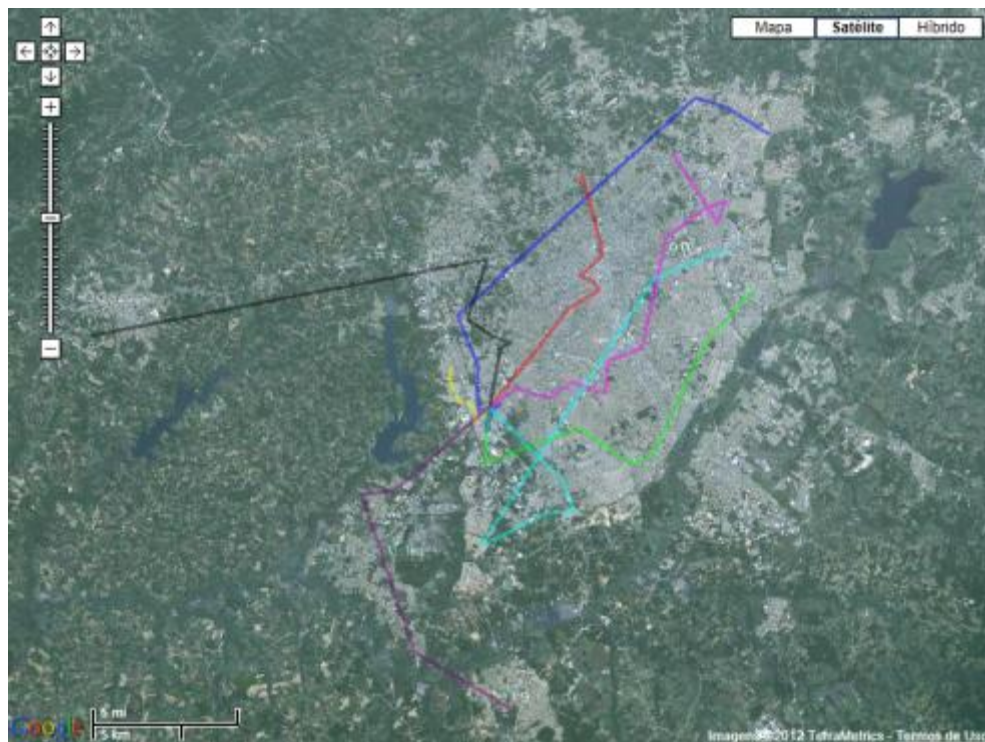 Mapa Satélite Híbrido
5 mi
5 km
Google
Imagens ©2012 TerraMetrics - Termos de Uso